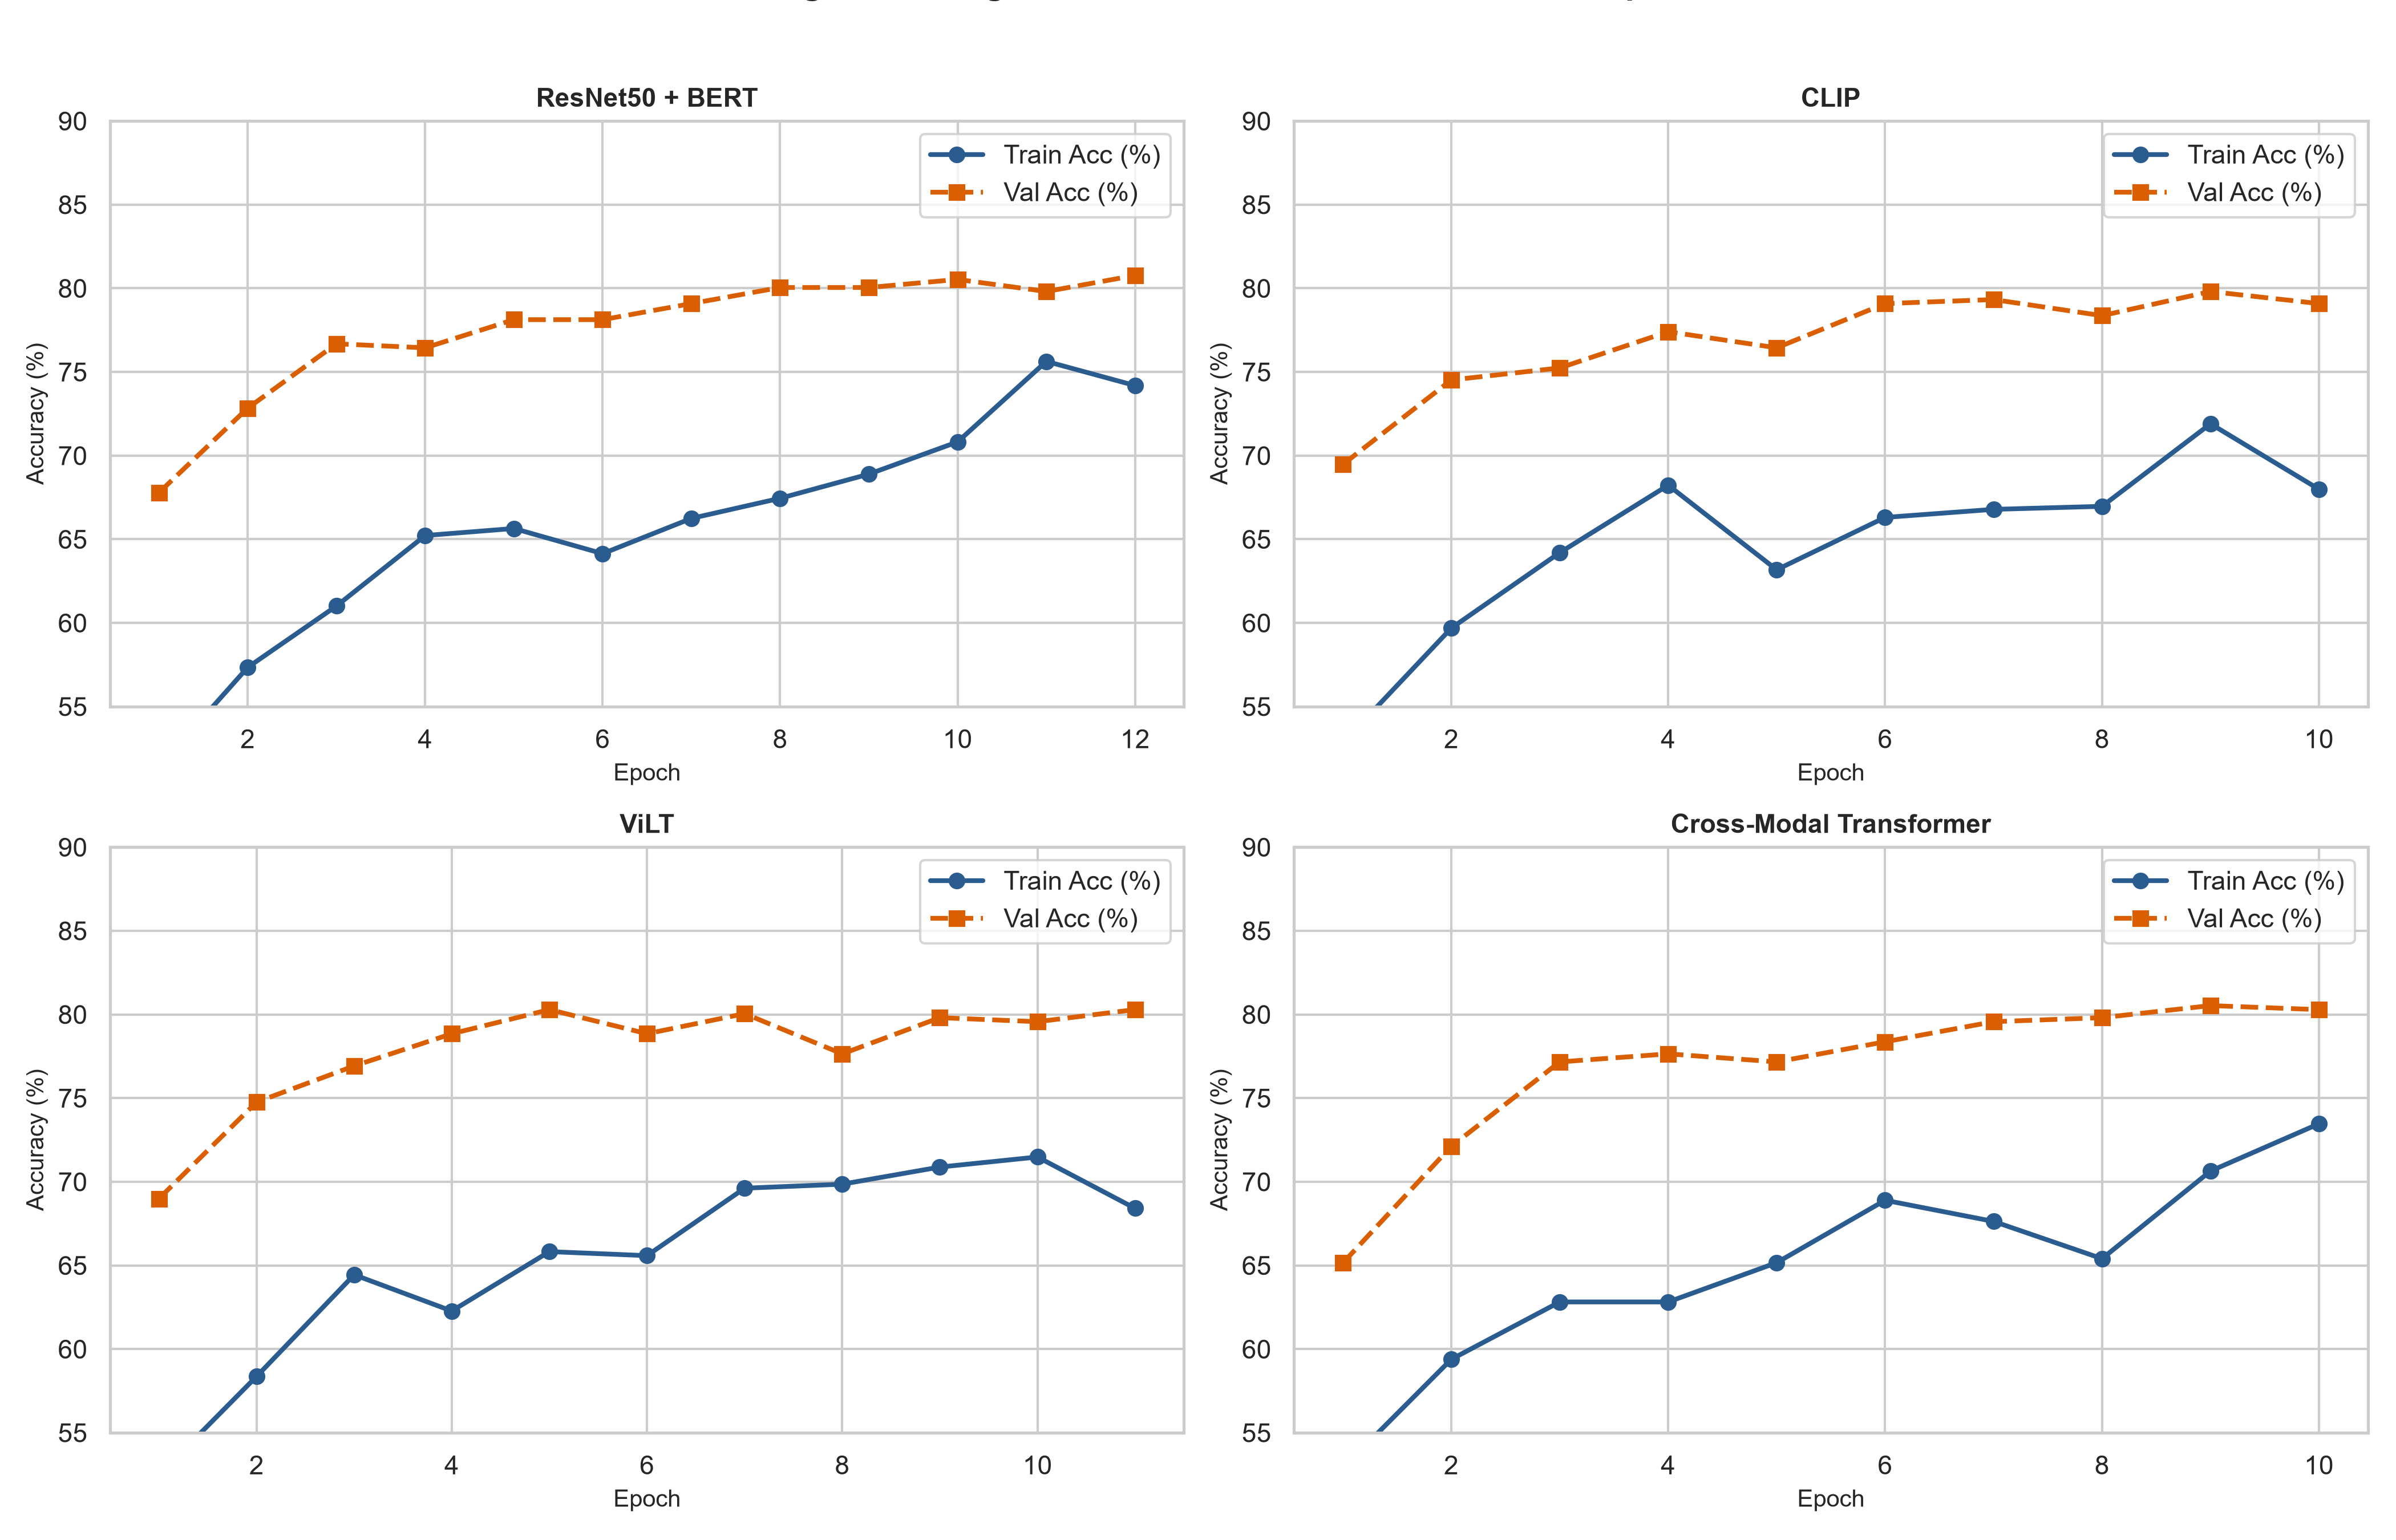 ResNet50 + BERT
90
85
80
75
70
65
60
55
Accuracy (%)
Train Acc (%)
Val Acc (%)
2 4 6 8 10 12
Epoch
CLIP
90
85
80
75
70
65
60
55
Accuracy (%)
Train Acc (%)
Val Acc (%)
2 4 6 8 10
Epoch
ViLT
90
85
80
75
70
65
60
55
Accuracy (%)
Train Acc (%)
Val Acc (%)
2 4 6 8 10
Epoch
Cross-Modal Transformer
90
85
80
75
70
65
60
55
Accuracy (%)
Train Acc (%)
Val Acc (%)
2 4 6 8 10
Epoch